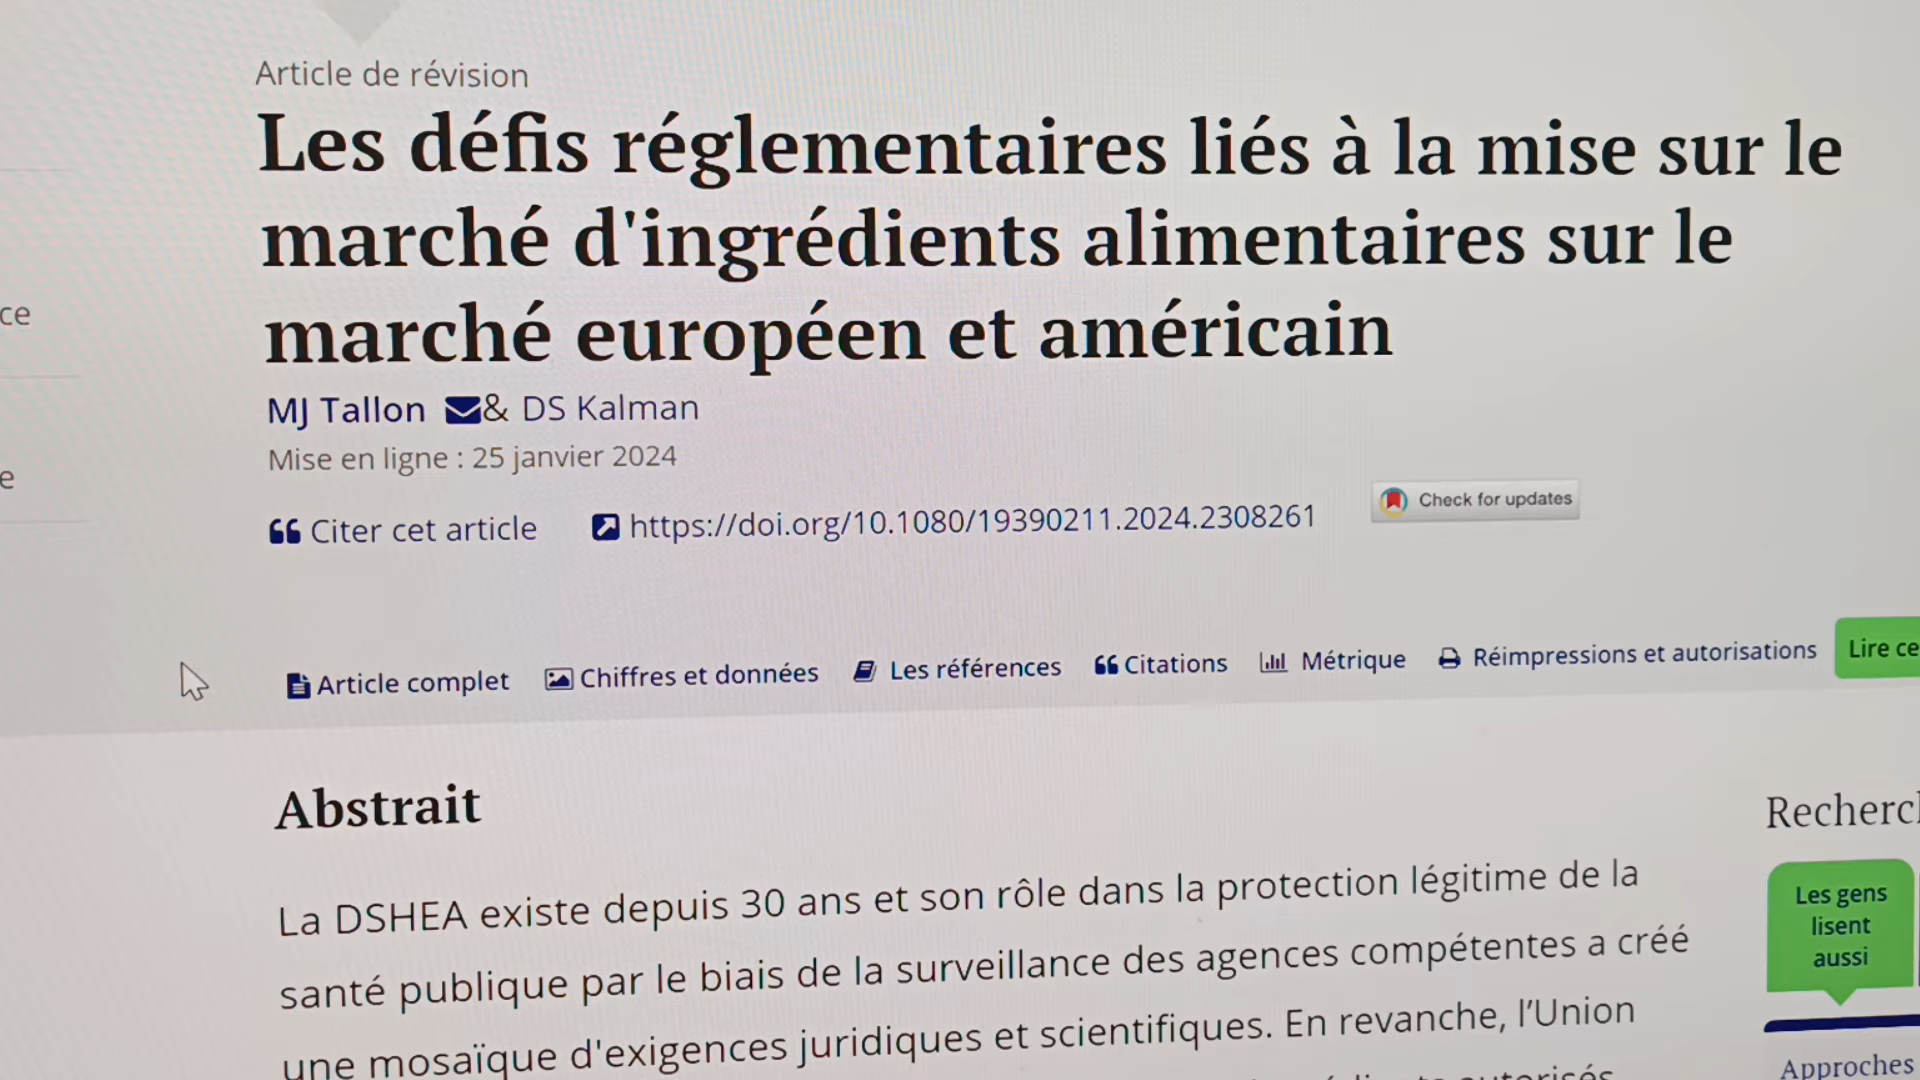 Article de révision
Les défis réglementaires liés à la mise sur le
marché d'ingrédients alimentaires sur le
marché européen et américain
ce
MJ Tallon & DS Kalman
Mise en ligne : 25 janvier 2024
e
Citer cet article https://doi.org/10.1080/19390211.2024.2308261 Check for updates
Article complet Chiffres et données Les références Citations Métrique Réimpressions et autorisations Lire ce
Abstrait
La DSHEA existe depuis 30 ans et son rôle dans la protection légitime de la
santé publique par le biais de la surveillance des agences compétentes a créé
une mosaïque d'exigences juridiques et scientifiques. En revanche, l’Union
Recherch
Les gens
lisent
aussi
Approches